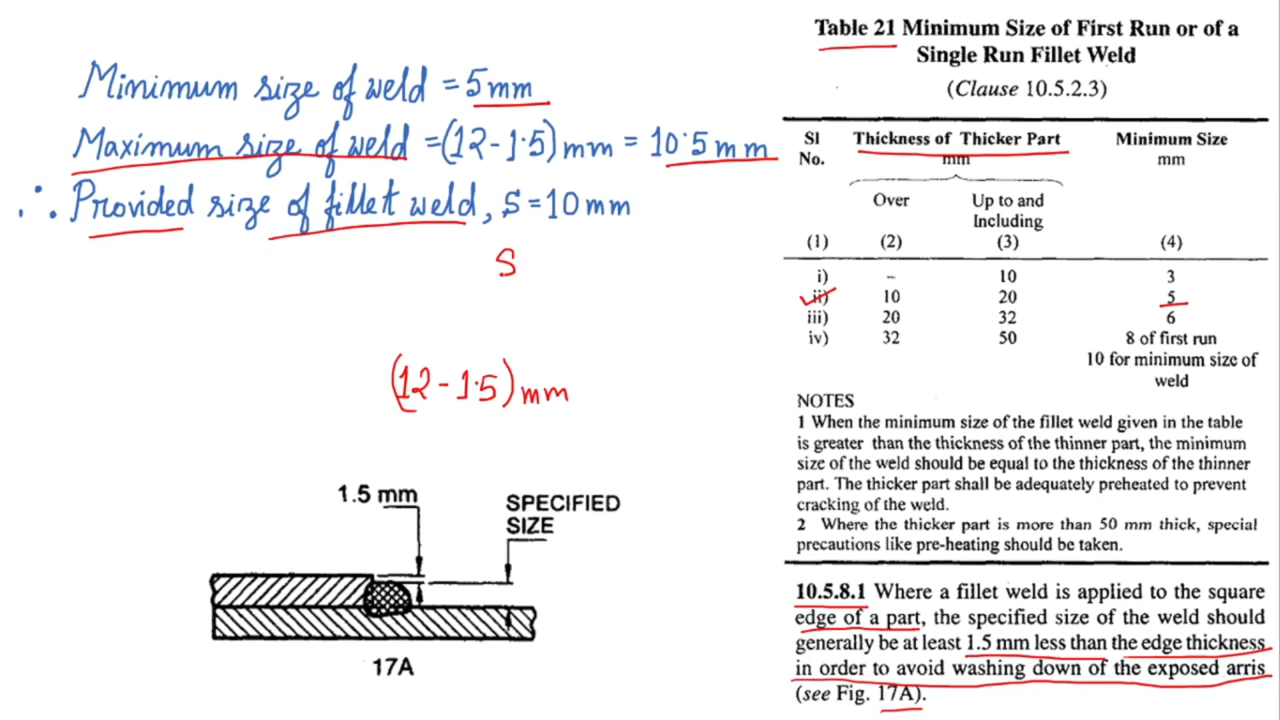 Minimum size of weld = 5mm
Maximum size of weld = (12-1.5) mm = 10.5 mm
∴ Provided size of fillet weld, S = 10 mm
S
(12-1.5) mm
1.5 mm
SPECIFIED
SIZE
17A
Table 21 Minimum Size of First Run or of a
Single Run Fillet Weld
(Clause 10.5.2.3)
Sl Thickness of Thicker Part Minimum Size
No. mm mm
Over Up to and
Including
(1) (2) (3) (4)
i) – 10 3
ii) 10 20 5
iii) 20 32 6
iv) 32 50 8 of first run
10 for minimum size of
weld
NOTES
1 When the minimum size of the fillet weld given in the table
is greater than the thickness of the thinner part, the minimum
size of the weld should be equal to the thickness of the thinner
part. The thicker part shall be adequately preheated to prevent
cracking of the weld.
2 Where the thicker part is more than 50 mm thick, special
precautions like pre-heating should be taken.
10.5.8.1 Where a fillet weld is applied to the square
edge of a part, the specified size of the weld should
generally be at least 1.5 mm less than the edge thickness
in order to avoid washing down of the exposed arris
(see Fig. 17A).